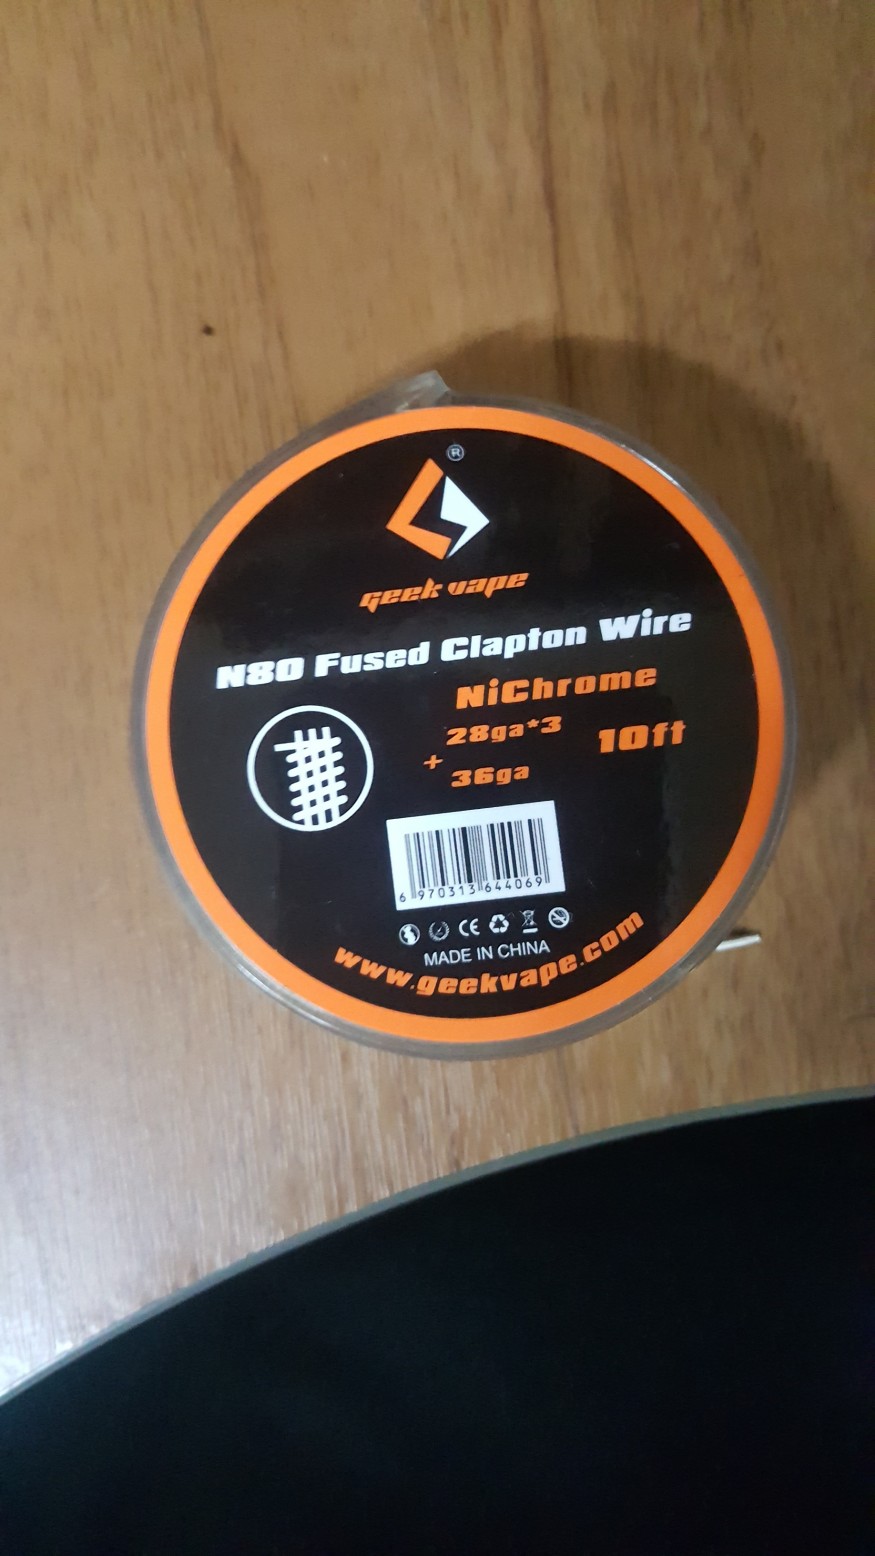 ®
geek vape
N80 Fused Clapton Wire
NiChrome
28ga*3
+
36ga
10ft
6 970313 644069
CE
MADE IN CHINA
www.geekvape.com